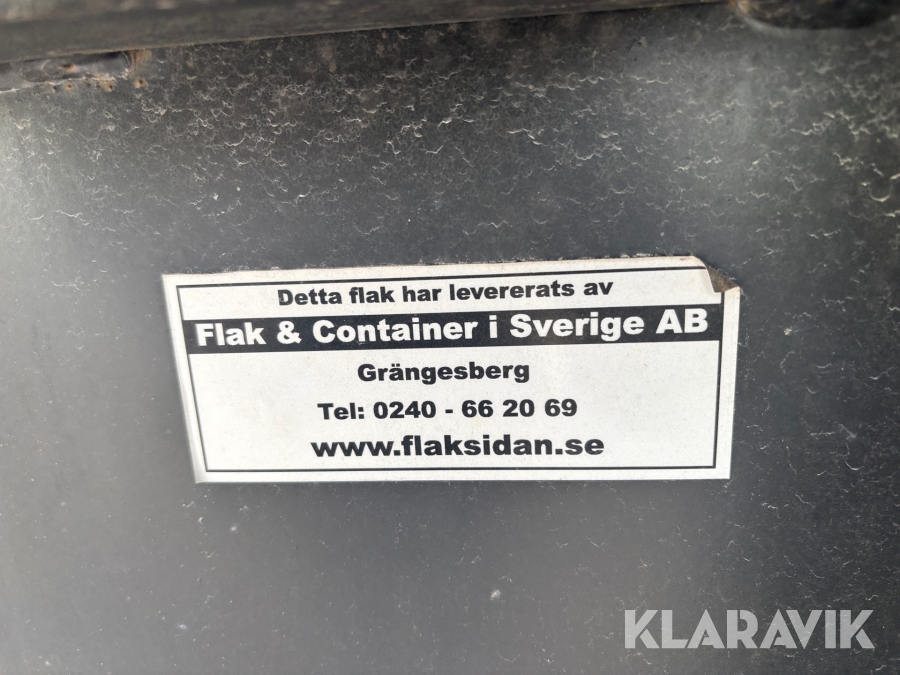 Detta flak har levererats av
Flak & Container i Sverige AB
Grängesberg
Tel: 0240 - 66 20 69
www.flaksidan.se
KLARAVIK